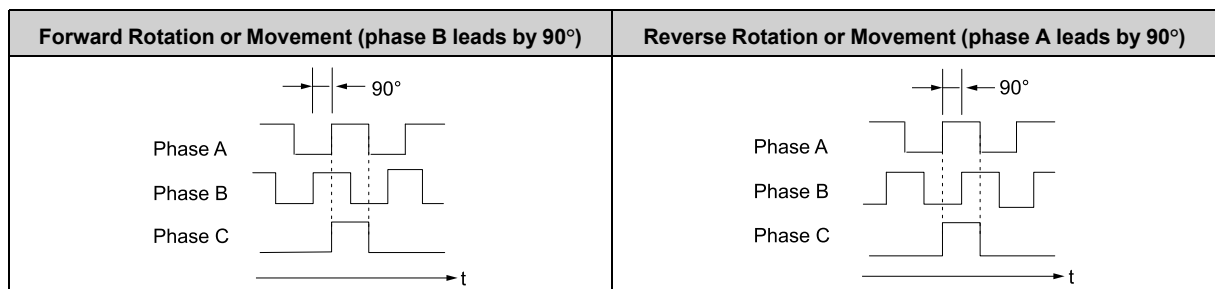 Forward Rotation or Movement (phase B leads by 90°)
90°
Phase A
Phase B
Phase C
t
Reverse Rotation or Movement (phase A leads by 90°)
90°
Phase A
Phase B
Phase C
t